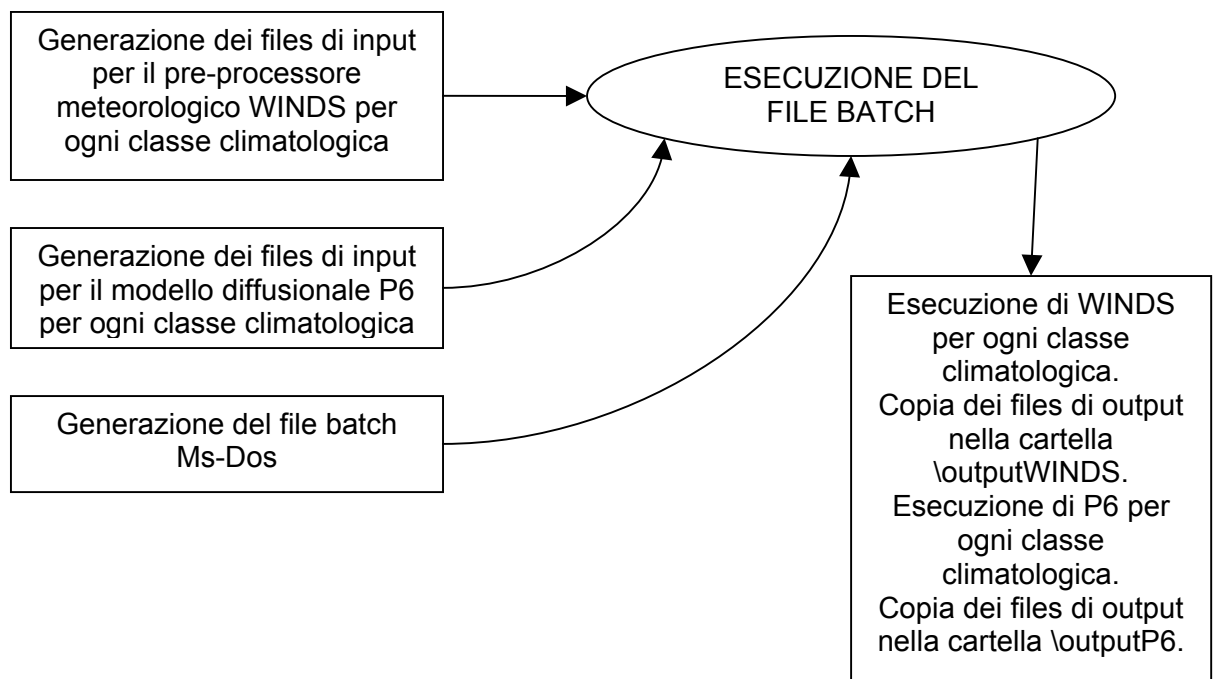 Generazione dei files di input
per il pre-processore
meteorologico WINDS per
ogni classe climatologica
ESECUZIONE DEL
FILE BATCH
Generazione dei files di input
per il modello diffusionale P6
per ogni classe climatologica
Generazione del file batch
Ms-Dos
Esecuzione di WINDS
per ogni classe
climatologica.
Copia dei files di output
nella cartella
\outputWINDS.
Esecuzione di P6 per
ogni classe
climatologica.
Copia dei files di output
nella cartella \outputP6.